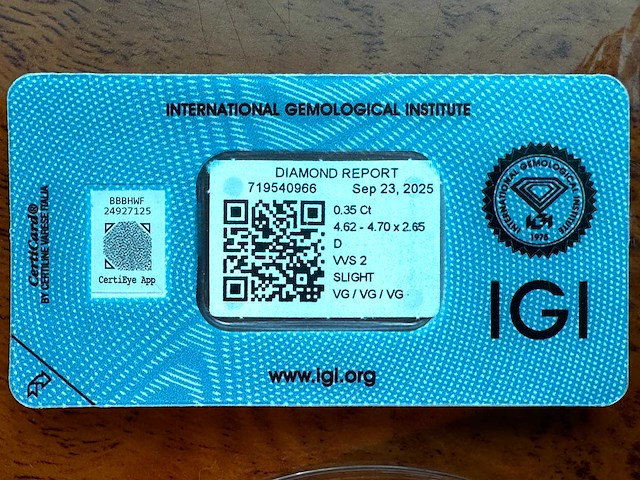 INTERNATIONAL GEMOLOGICAL INSTITUTE
DIAMOND REPORT
719540966 Sep 23, 2025
0.35 Ct
4.62 - 4.70 x 2.65
D
VVS 2
SLIGHT
VG / VG / VG
BBBHWF
24927125
CertiEye App
CertiCard®
BY CERTILINE VARESE ITALIA
INTERNATIONAL GEMOLOGICAL INSTITUTE
IGI
1975
IGI
www.igi.org